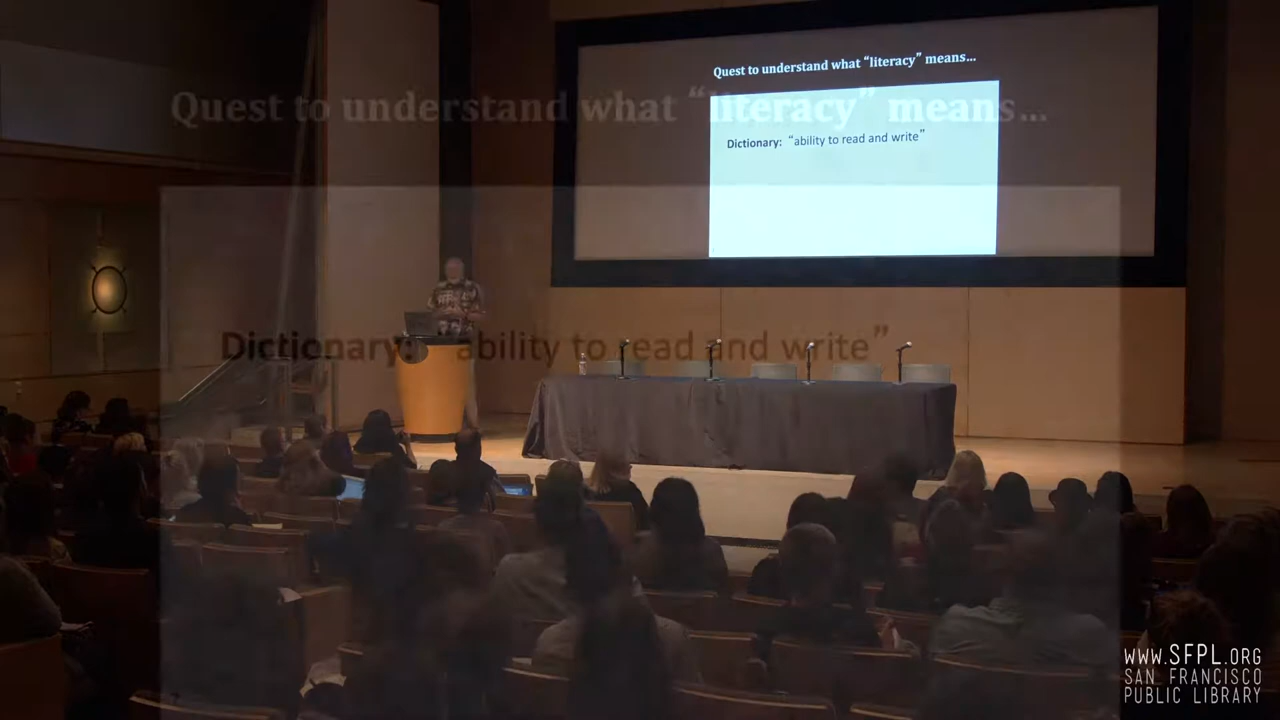 Quest to understand what “literacy” means...
Dictionary: “ability to read and write”
Quest to understand what “literacy” means...
Dictionary: “ability to read and write”
www.SFPL.org
San Francisco
Public Library